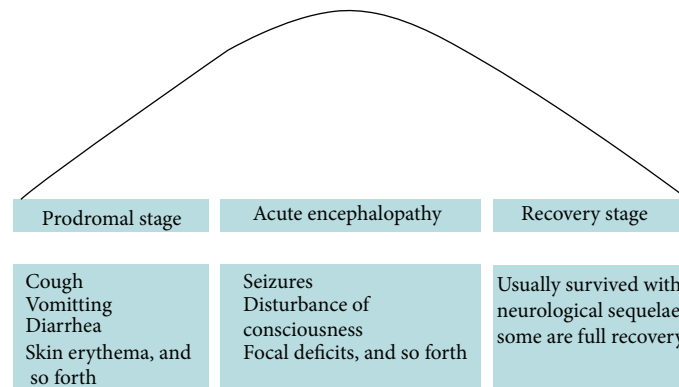 Prodromal stage
Acute encephalopathy
Recovery stage
Cough
Vomitting
Diarrhea
Skin erythema, and
so forth
Seizures
Disturbance of
consciousness
Focal deficits, and so forth
Usually survived with
neurological sequelae
some are full recovery